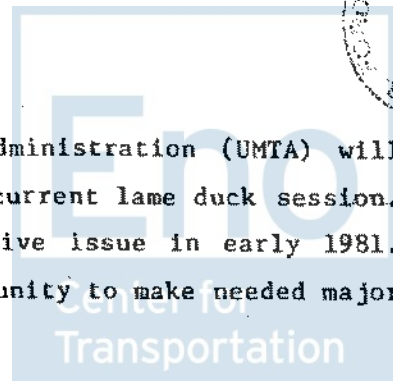 Eno
dministration (UMTA) will
current lame duck session.
ive issue in early 1981.
unity to make needed major
Center for
Transportation